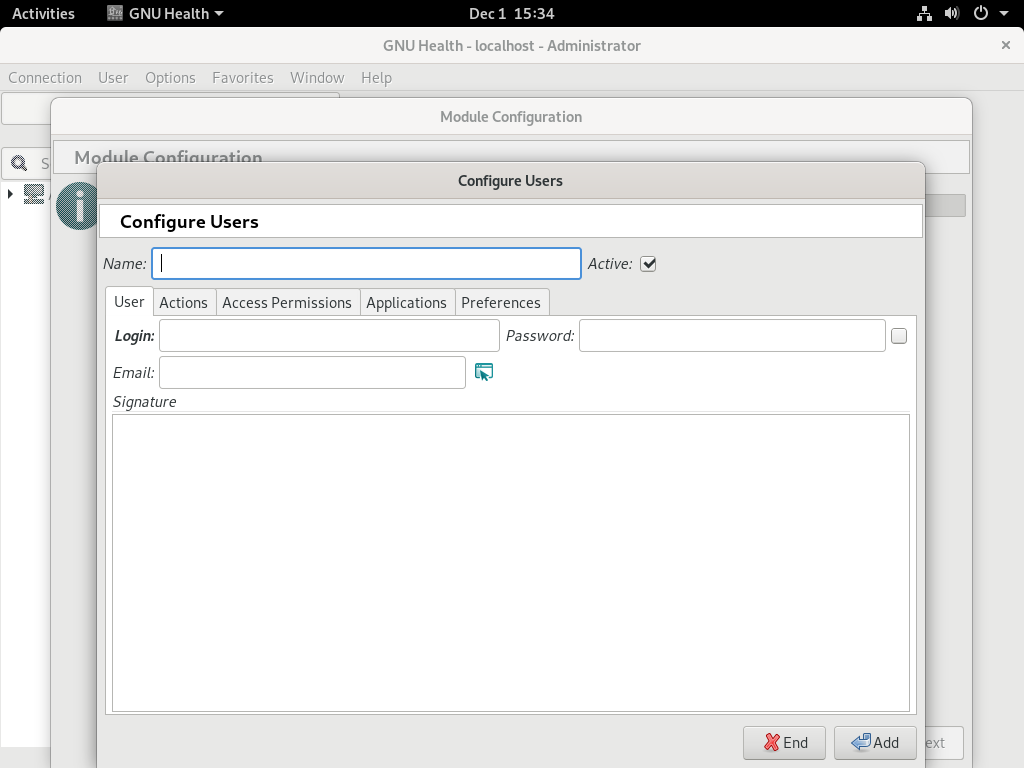 Activities GNU Health Dec 1 15:34
GNU Health - localhost - Administrator
Connection User Options Favorites Window Help
Module Configuration
Module Configuration
S
Configure Users
Configure Users
Name: Active:
User Actions Access Permissions Applications Preferences
Login: Password:
Email:
Signature
End Add ext